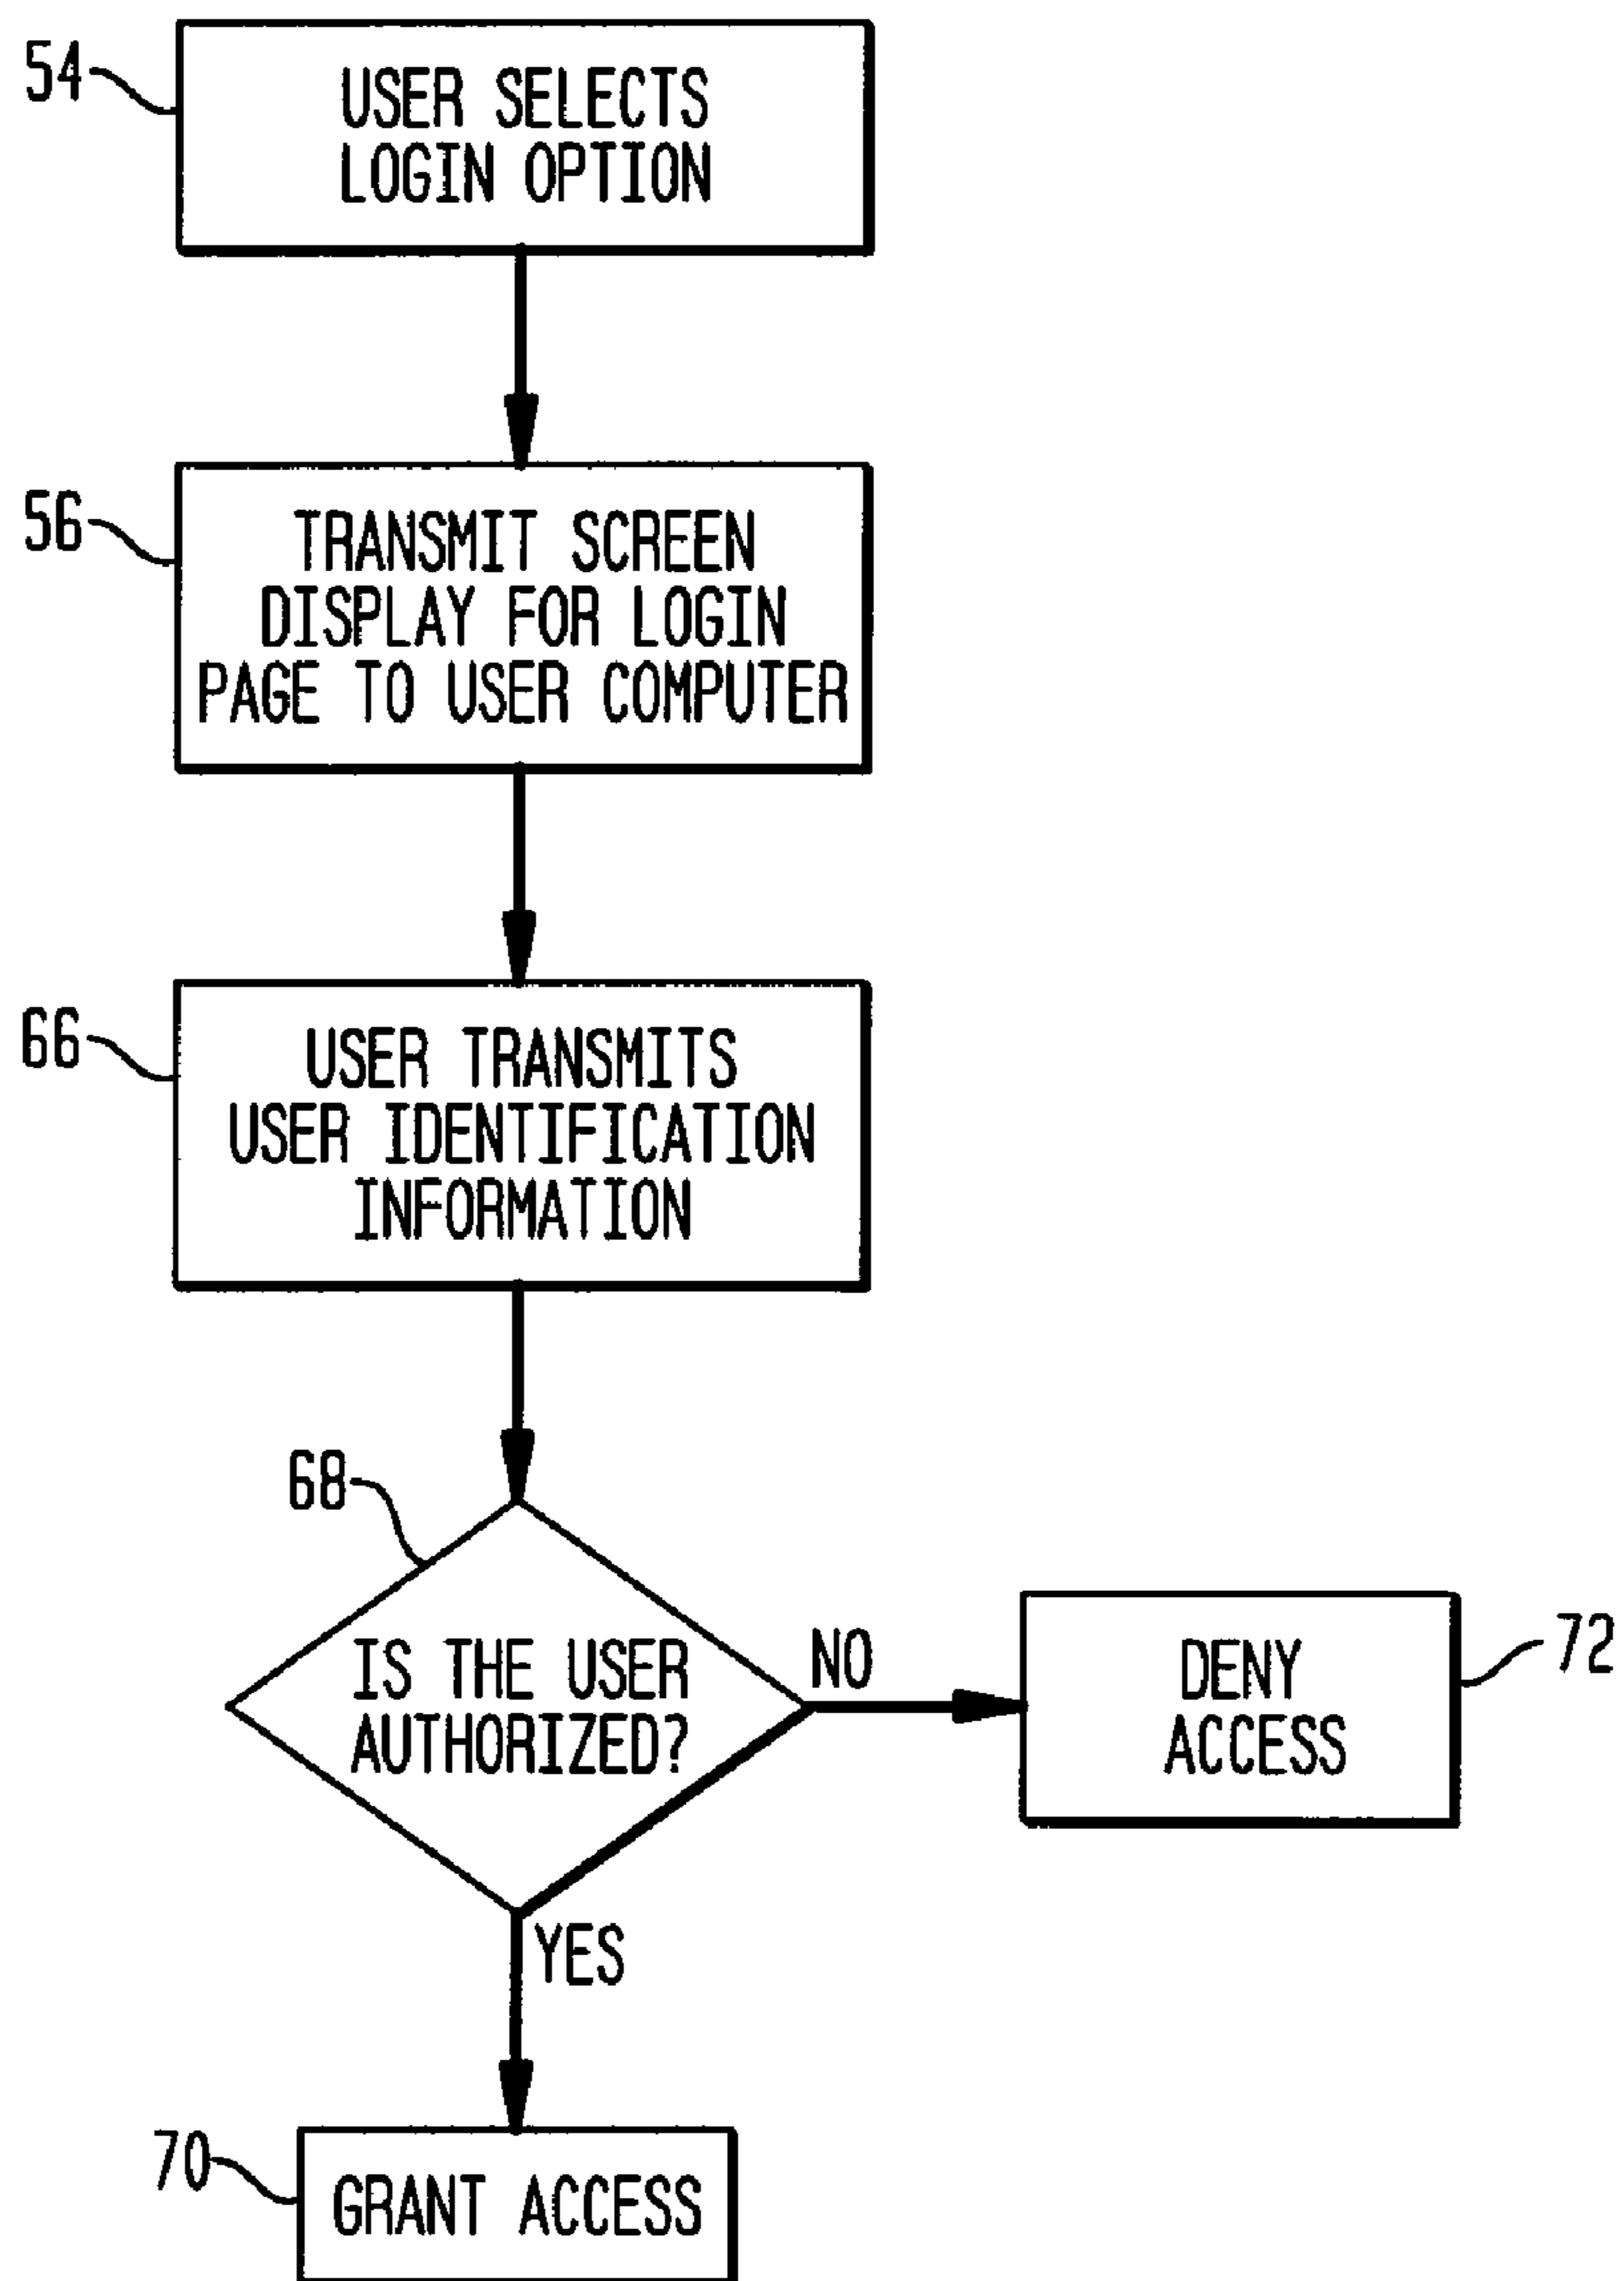 54
USER SELECTS
LOGIN OPTION
56
TRANSMIT SCREEN
DISPLAY FOR LOGIN
PAGE TO USER COMPUTER
66
USER TRANSMITS
USER IDENTIFICATION
INFORMATION
68
IS THE USER
AUTHORIZED?
NO
DENY
ACCESS
72
YES
70
GRANT ACCESS